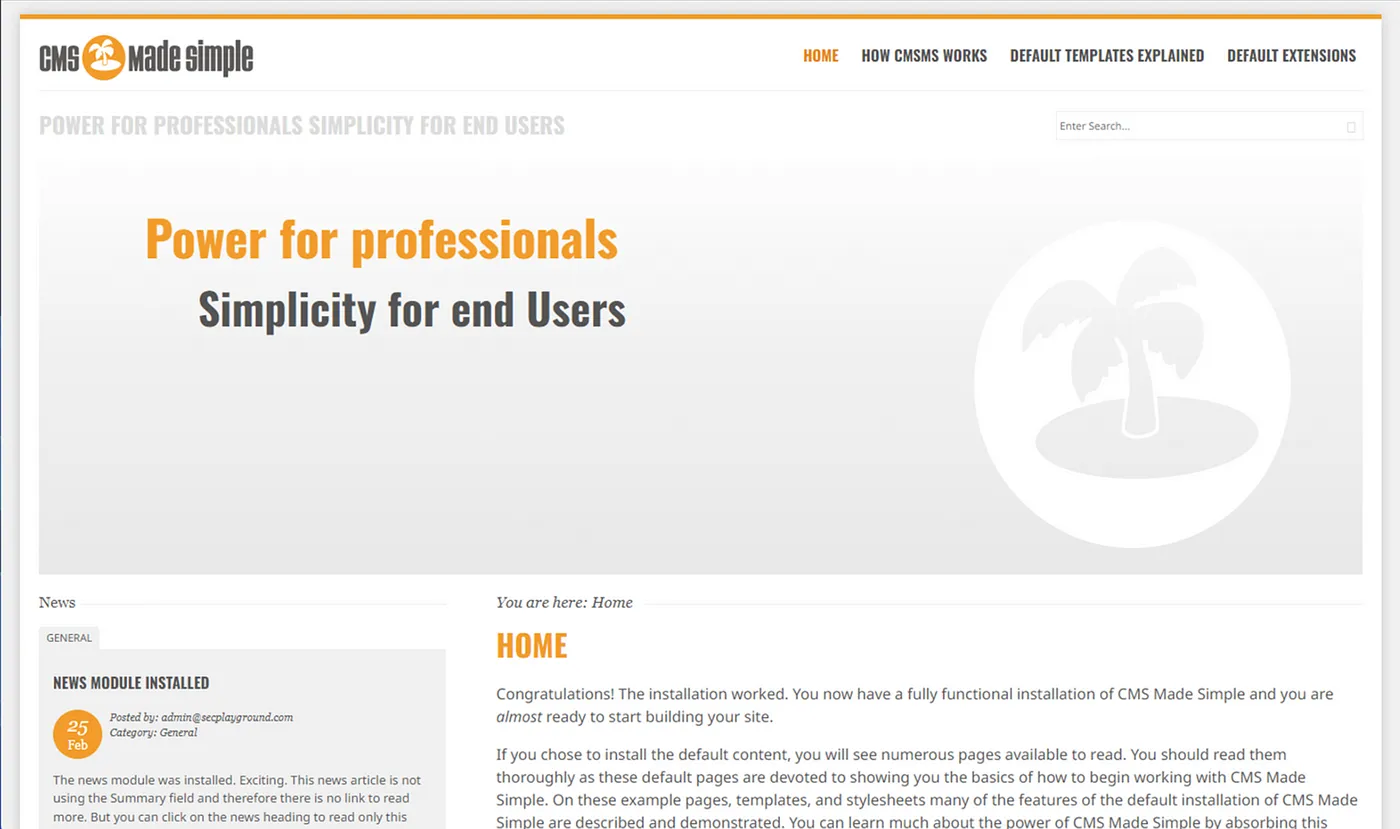 CMS Made Simple
HOME HOW CMSMS WORKS DEFAULT TEMPLATES EXPLAINED DEFAULT EXTENSIONS
POWER FOR PROFESSIONALS SIMPLICITY FOR END USERS
Enter Search...
Power for professionals
Simplicity for end Users
News
GENERAL
NEWS MODULE INSTALLED
25
Feb
Posted by: admin@secplayground.com
Category: General
The news module was installed. Exciting. This news article is not
using the Summary field and therefore there is no link to read
more. But you can click on the news heading to read only this
You are here: Home
HOME
Congratulations! The installation worked. You now have a fully functional installation of CMS Made Simple and you are
almost ready to start building your site.
If you chose to install the default content, you will see numerous pages available to read. You should read them
thoroughly as these default pages are devoted to showing you the basics of how to begin working with CMS Made
Simple. On these example pages, templates, and stylesheets many of the features of the default installation of CMS Made
Simple are described and demonstrated. You can learn much about the power of CMS Made Simple by absorbing this